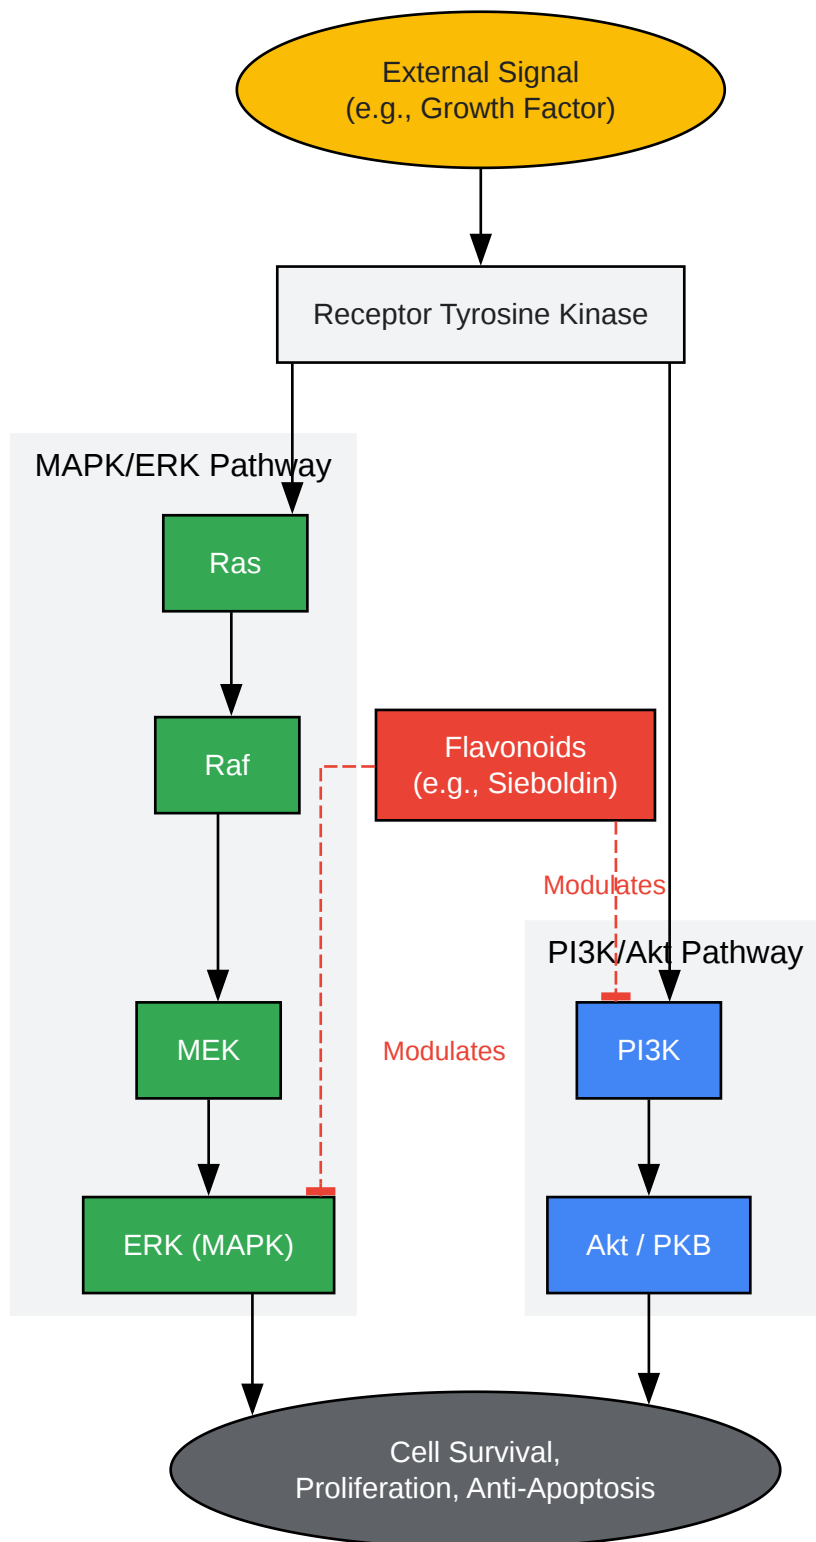 External Signal
(e.g., Growth Factor)
Receptor Tyrosine Kinase
MAPK/ERK Pathway
Ras
Raf
Flavonoids
(e.g., Sieboldin)
Modulates
PI3K/Akt Pathway
MEK
Modulates
PI3K
ERK (MAPK)
Akt / PKB
Cell Survival,
Proliferation, Anti-Apoptosis